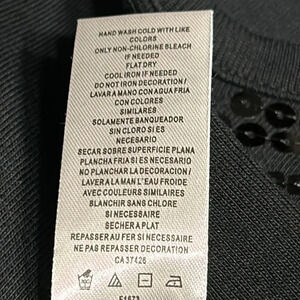 HAND WASH COLD WITH LIKE
COLORS
ONLY NON-CHLORINE BLEACH
IF NEEDED
FLAT DRY
COOL IRON IF NEEDED
DO NOT IRON DECORATION /
LAVAR A MANO CON AQUA FRIA
CON COLORES
SIMILARES
SOLAMENTE BANQUEADOR
SIN CLORO SI ES
NECESARIO
SECAR SOBRE SUPERFICIE PLANA
PLANCHA FRIA SI ES NECESARIO
NO PLANCHAR LA DECORACION /
LAVER A LA MAN L'EAU FROIDE
AVEC COULEURS SIMILAIRES
BLANCHIR SANS CHLORE
SI NECESSAIRE
SECHER A PLAT
REPASSER AU FER SI NECESSAIRE
NE PAS REPASSER DECORATION
CA 37426